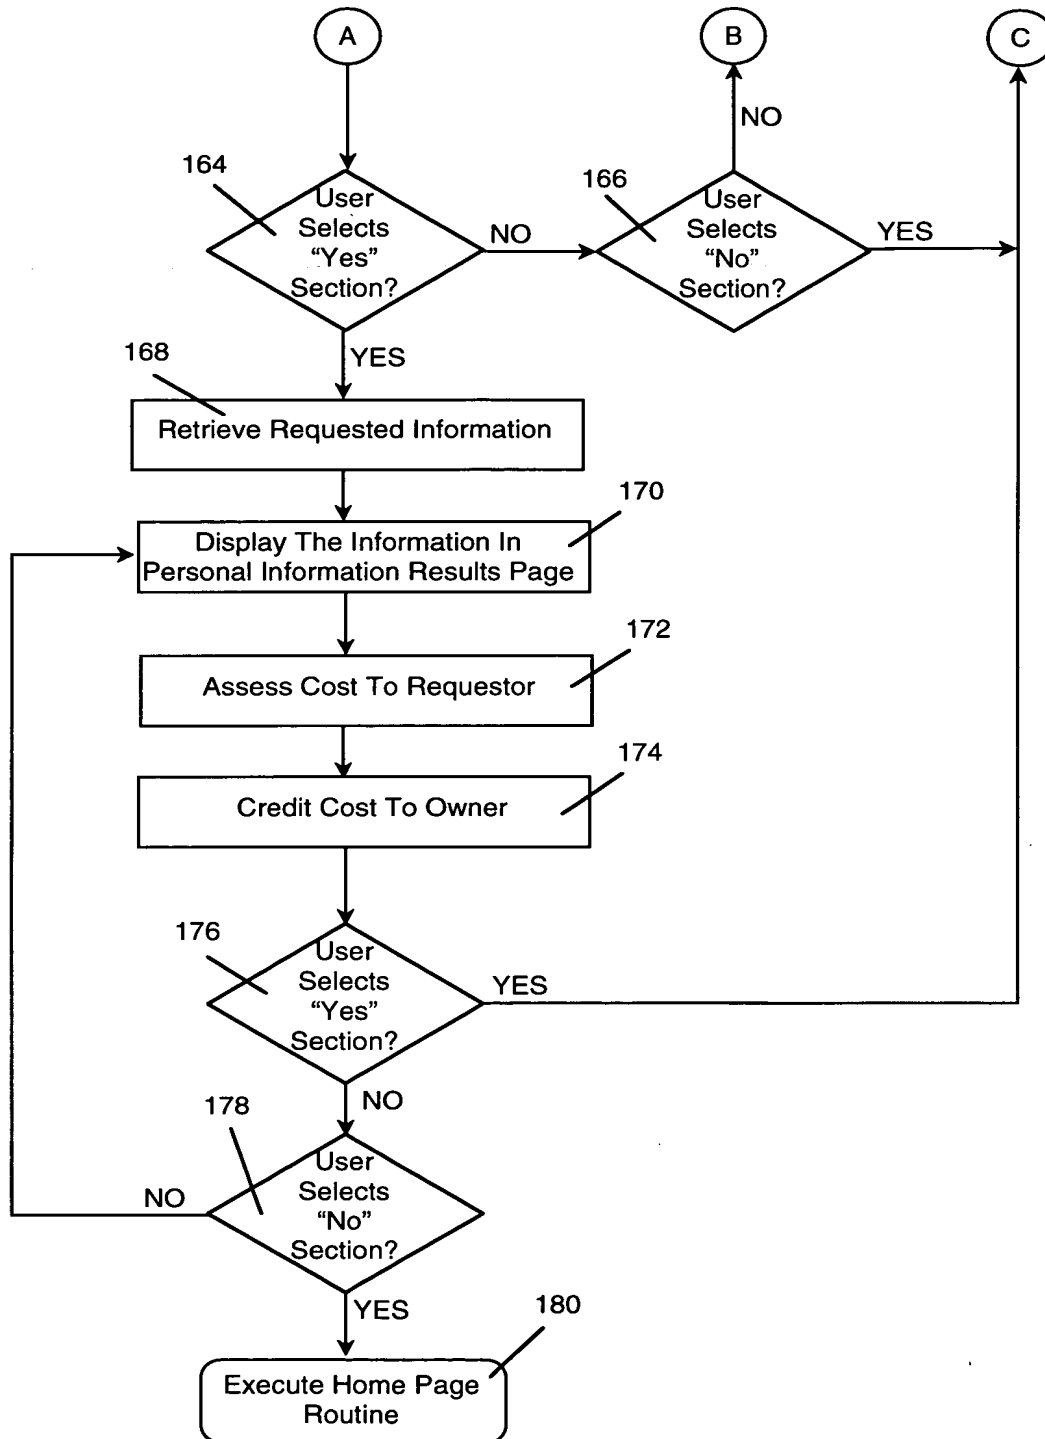 A
B
C
NO
164
User
Selects
“Yes”
Section?
NO
166
User
Selects
“No”
Section?
YES
YES
168
Retrieve Requested Information
170
Display The Information In
Personal Information Results Page
172
Assess Cost To Requestor
174
Credit Cost To Owner
176
User
Selects
“Yes”
Section?
YES
NO
178
User
Selects
“No”
Section?
NO
YES
180
Execute Home Page
Routine